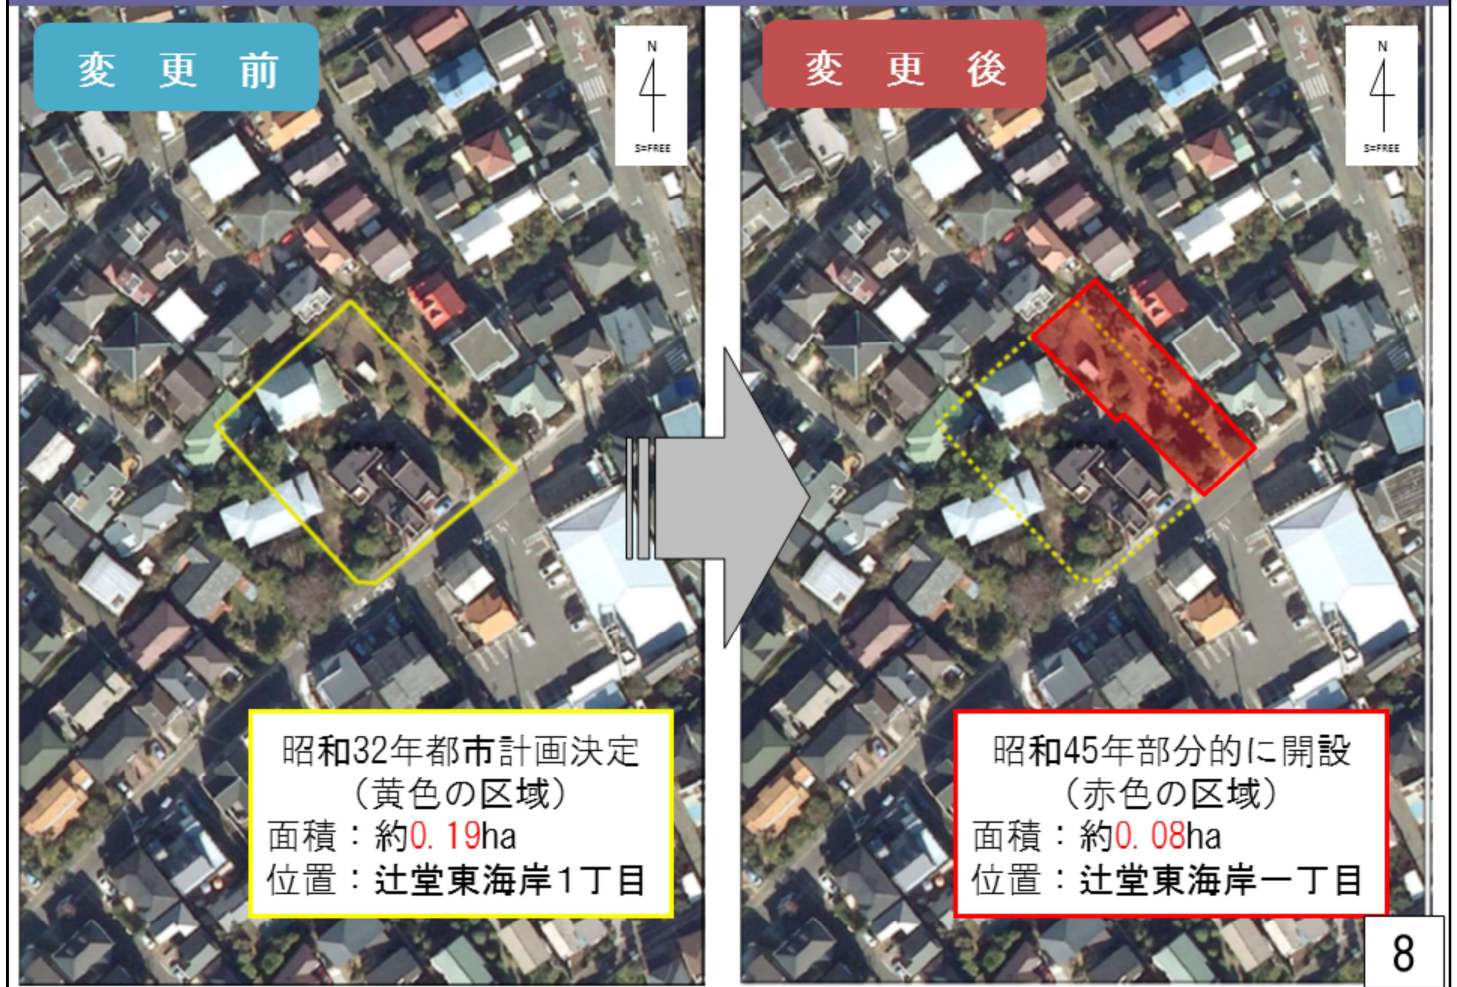 変更前
N
S=FREE
昭和32年都市計画決定
（黄色の区域）
面積：約0.19ha
位置：辻堂東海岸1丁目
変更後
N
S=FREE
昭和45年部分的に開設
（赤色の区域）
面積：約0.08ha
位置：辻堂東海岸一丁目
8